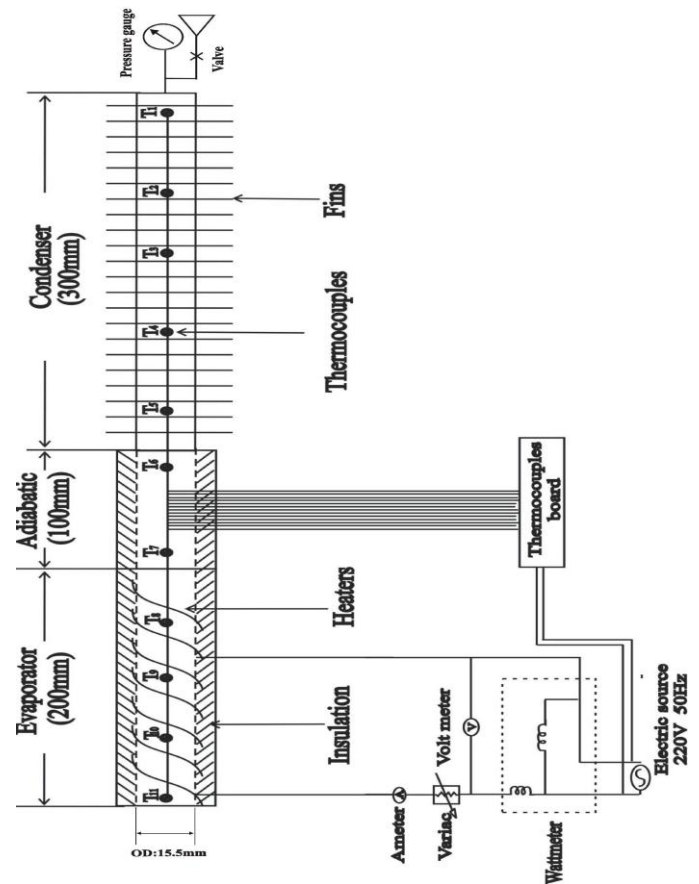 Pressure gauge
Valve
Condenser
(300mm)
Adiabatic
(100mm)
Evaporator
(200mm)
T1
T2
T3
T4
T5
T6
T7
T8
T9
T10
T11
Fins
Thermocouples
Heaters
Insulation
OD:15.5mm
Thermocouples
board
Ameter
Variac
Volt meter
V
A
Wattmeter
Electric source
220V 50Hz